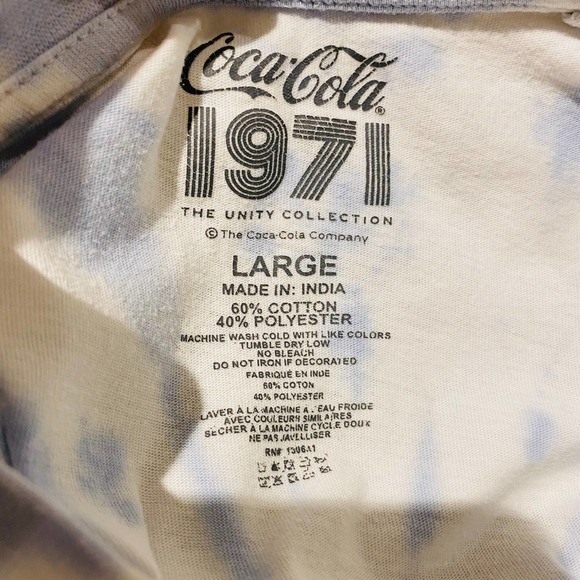 Coca-Cola®
1971
THE UNITY COLLECTION
© The Coca-Cola Company
LARGE
MADE IN: INDIA
60% COTTON
40% POLYESTER
MACHINE WASH COLD WITH LIKE COLORS
TUMBLE DRY LOW
NO BLEACH
DO NOT IRON IF DECORATED
FABRIQUÉ EN INDE
60% COTON
40% POLYESTER
LAVER À LA MACHINE À L'EAU FROIDE
AVEC COULEURS SIMILAIRES
SÉCHER À LA MACHINE CYCLE DOUX
NE PAS JAVELLISER
RN#